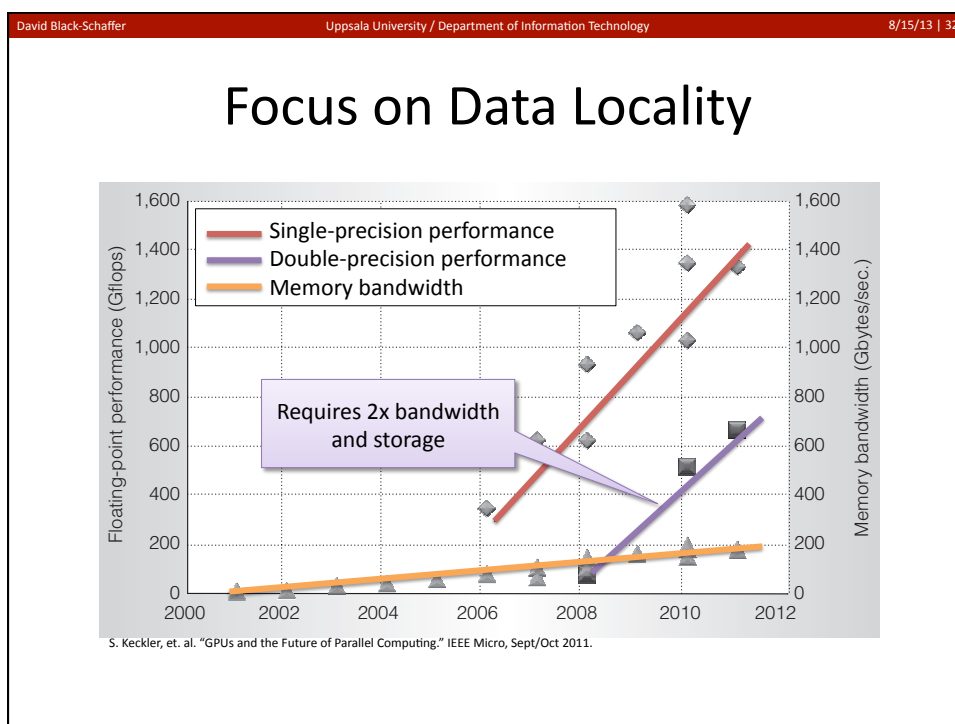 David Black-Schaffer
Uppsala University / Department of Information Technology
8/15/13 | 32
Focus on Data Locality
Floating-point performance (Gflops)
1,600
1,400
1,200
1,000
800
600
400
200
0
Single-precision performance
Double-precision performance
Memory bandwidth
Requires 2x bandwidth
and storage
1,600
1,400
1,200
1,000
800
600
400
200
0
Memory bandwidth (Gbytes/sec.)
2000 2002 2004 2006 2008 2010 2012
S. Keckler, et. al. “GPUs and the Future of Parallel Computing.” IEEE Micro, Sept/Oct 2011.